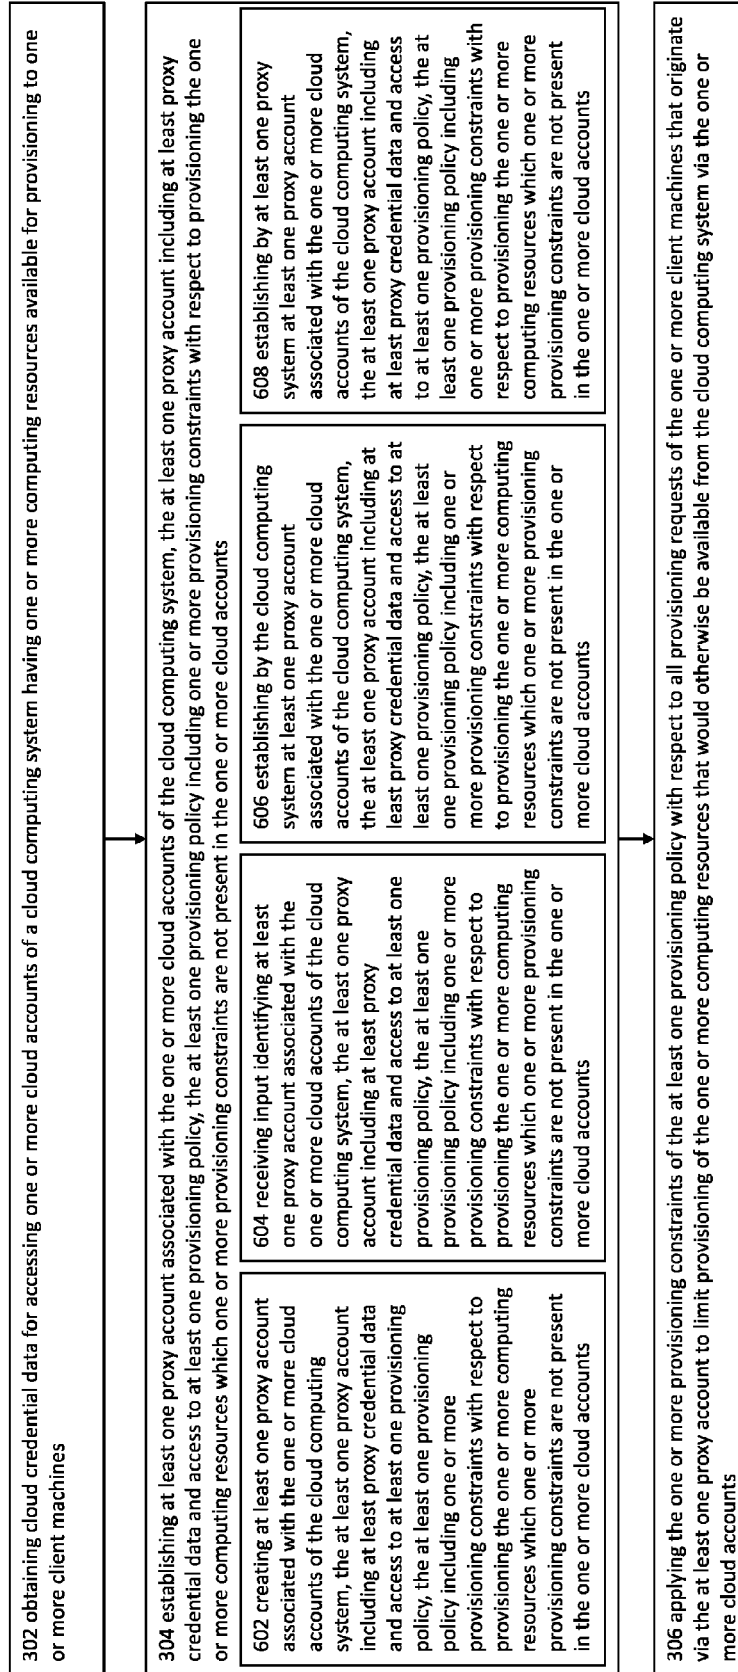 302 obtaining cloud credential data for accessing one or more cloud accounts of a cloud computing system having one or more computing resources available for provisioning to one
or more client machines
304 establishing at least one proxy account associated with the one or more cloud accounts of the cloud computing system, the at least one proxy account including at least proxy
credential data and access to at least one provisioning policy, the at least one provisioning policy including one or more provisioning constraints with respect to provisioning the one
or more computing resources which one or more provisioning constraints are not present in the one or more cloud accounts
602 creating at least one proxy account
associated with the one or more cloud
accounts of the cloud computing
system, the at least one proxy account
including at least proxy credential data
and access to at least one provisioning
policy, the at least one provisioning
policy including one or more
provisioning constraints with respect to
provisioning the one or more computing
resources which one or more
provisioning constraints are not present
in the one or more cloud accounts
604 receiving input identifying at least
one proxy account associated with the
one or more cloud accounts of the cloud
computing system, the at least one proxy
account including at least proxy
credential data and access to at least one
provisioning policy, the at least one
provisioning policy including one or more
provisioning constraints with respect to
provisioning the one or more computing
resources which one or more provisioning
constraints are not present in the one or
more cloud accounts
606 establishing by the cloud computing
system at least one proxy account
associated with the one or more cloud
accounts of the cloud computing system,
the at least one proxy account including at
least proxy credential data and access to at
least one provisioning policy, the at least
one provisioning policy including one or
more provisioning constraints with respect
to provisioning the one or more computing
resources which one or more provisioning
constraints are not present in the one or
more cloud accounts
608 establishing by at least one proxy
system at least one proxy account
associated with the one or more cloud
accounts of the cloud computing system,
the at least one proxy account including
at least proxy credential data and access
to at least one provisioning policy, the at
least one provisioning policy including
one or more provisioning constraints with
respect to provisioning the one or more
computing resources which one or more
provisioning constraints are not present
in the one or more cloud accounts
306 applying the one or more provisioning constraints of the at least one provisioning policy with respect to all provisioning requests of the one or more client machines that originate
via the at least one proxy account to limit provisioning of the one or more computing resources that would otherwise be available from the cloud computing system via the one or
more cloud accounts